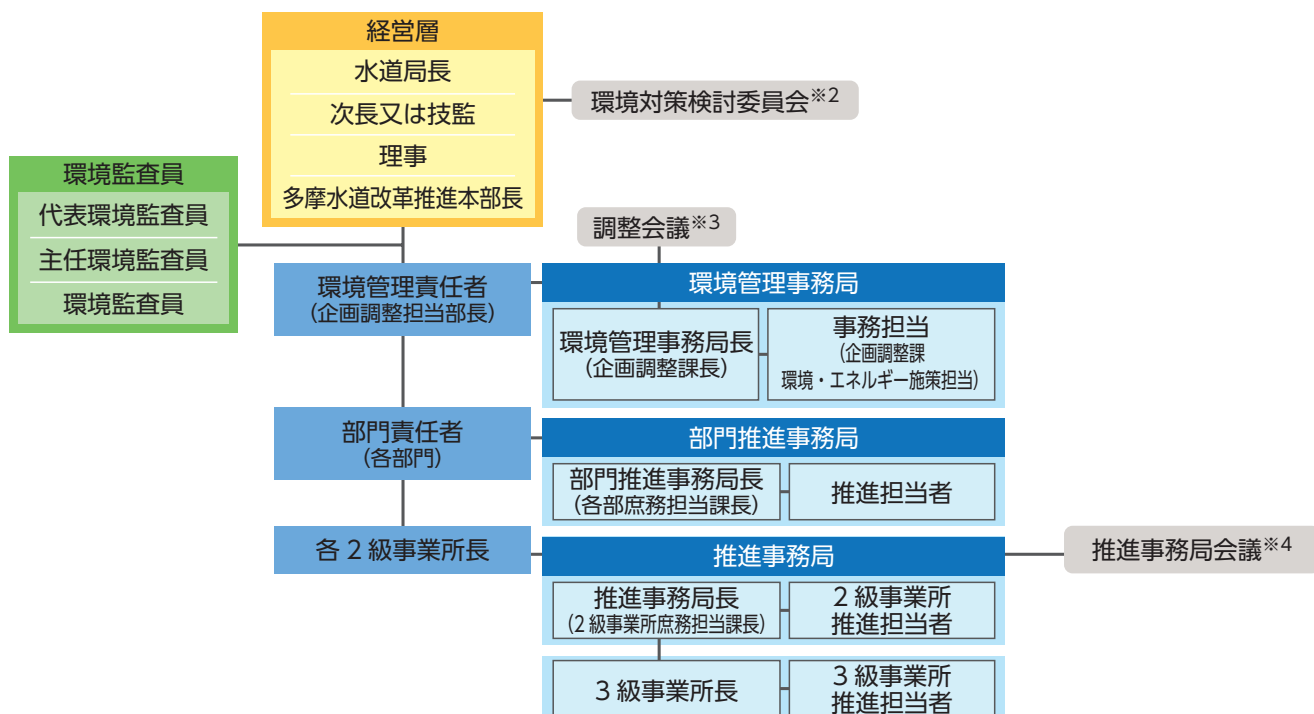 経営層
水道局長
次長又は技監
理事
多摩水道改革推進本部長
環境対策検討委員会※2
環境監査員
代表環境監査員
主任環境監査員
環境監査員
調整会議※3
環境管理責任者
(企画調整担当部長)
環境管理事務局
環境管理事務局長
(企画調整課長)
事務担当
(企画調整課
環境・エネルギー施策担当)
部門責任者
(各部門)
部門推進事務局
部門推進事務局長
(各部庶務担当課長)
推進担当者
各2級事業所長
推進事務局
推進事務局会議※4
推進事務局長
(2級事業所庶務担当課長)
2級事業所
推進担当者
3級事業所長
3級事業所
推進担当者